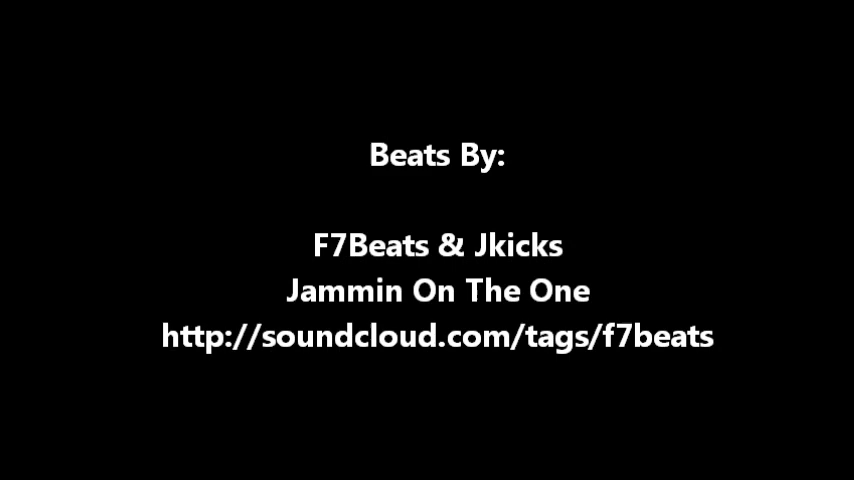 Beats By:
F7Beats & Jkicks
Jammin On The One
http://soundcloud.com/tags/f7beats